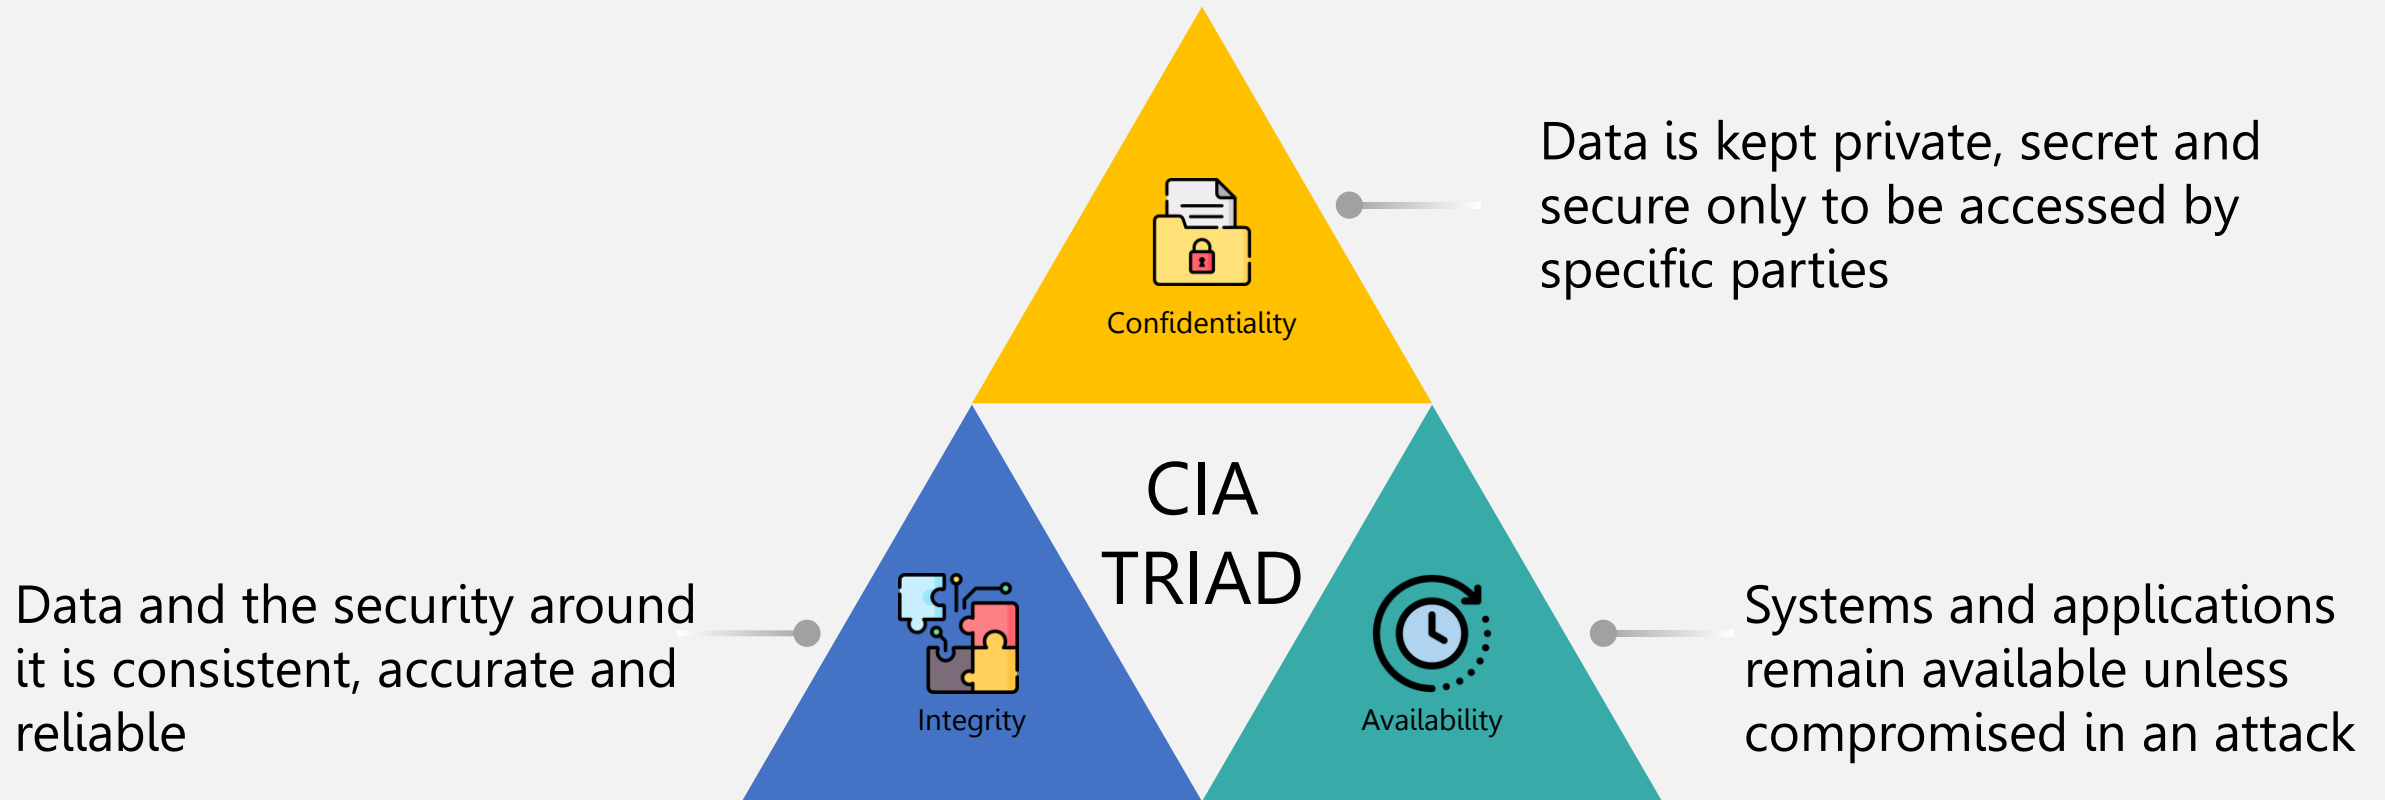 Data is kept private, secret and
secure only to be accessed by
specific parties
Confidentiality
CIA
TRIAD
Data and the security around
it is consistent, accurate and
reliable
Integrity
Availability
Systems and applications
remain available unless
compromised in an attack